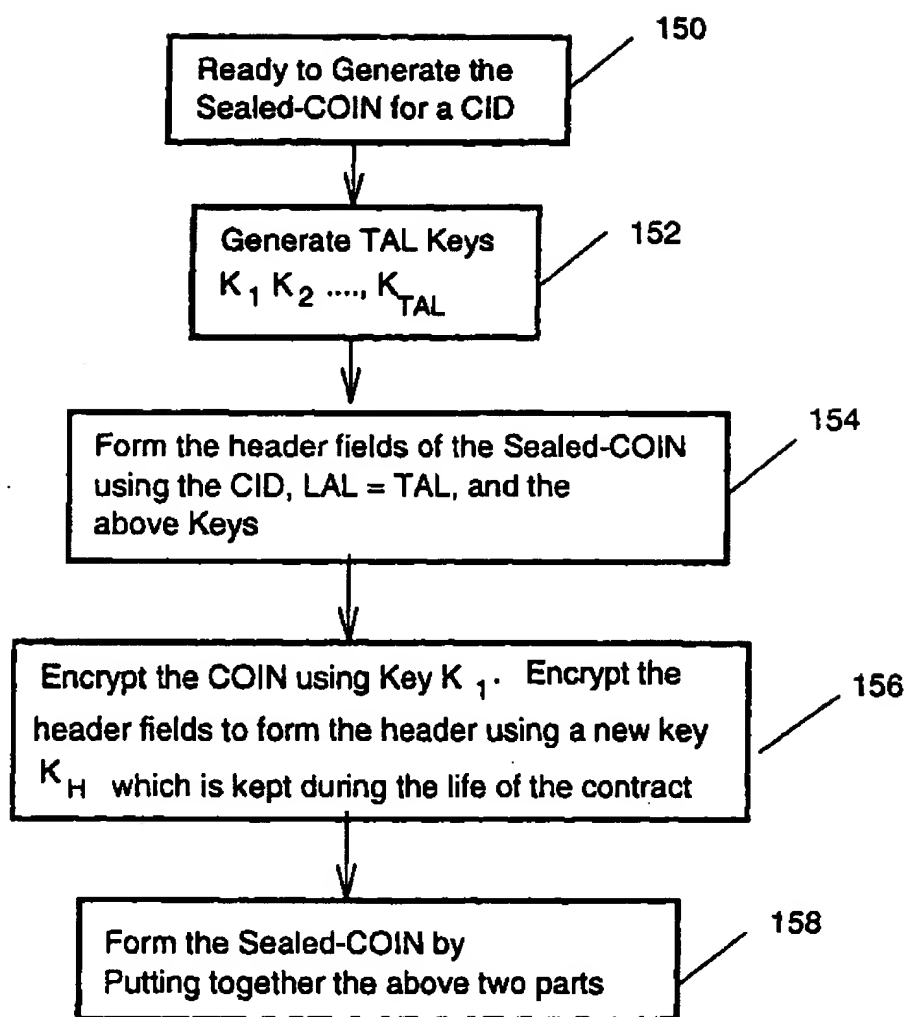 150
Ready to Generate the
Sealed-COIN for a CID
152
Generate TAL Keys
K1 K2 ...., KTAL
154
Form the header fields of the Sealed-COIN
using the CID, LAL = TAL, and the
above Keys
156
Encrypt the COIN using Key K1. Encrypt the
header fields to form the header using a new key
KH which is kept during the life of the contract
158
Form the Sealed-COIN by
Putting together the above two parts